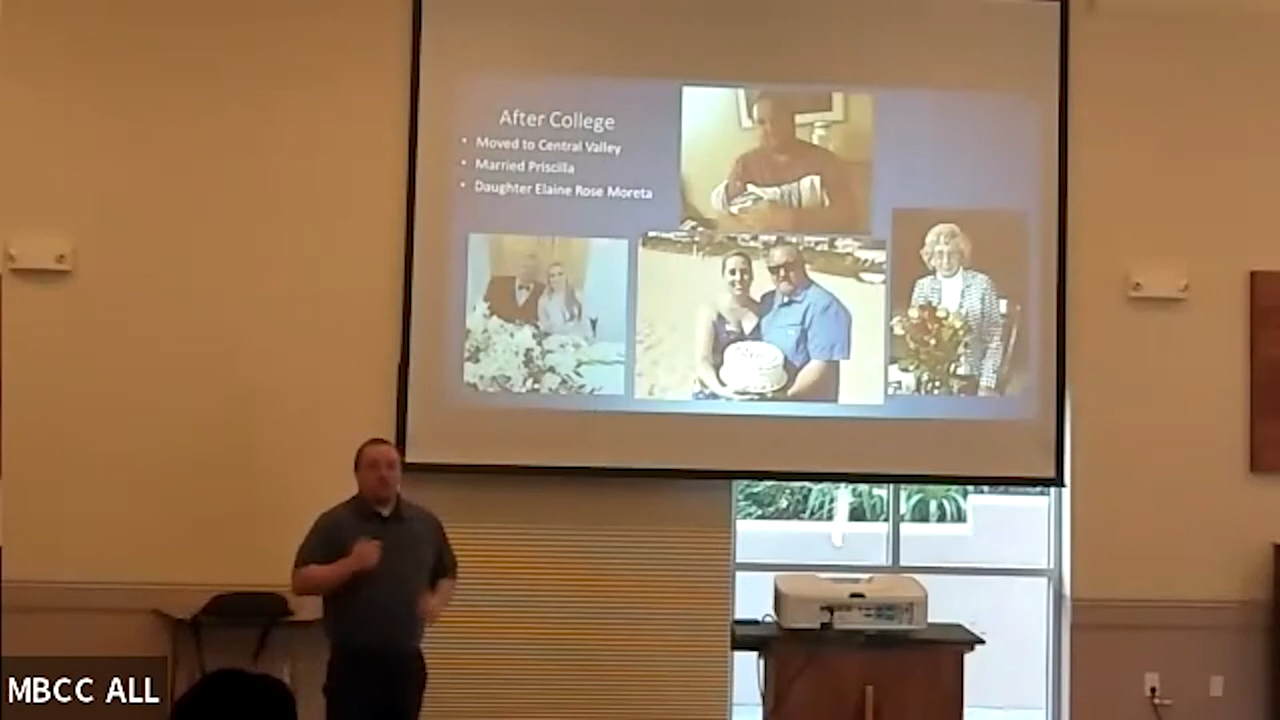 After College
• Moved to Central Valley
• Married Priscilla
• Daughter Elaine Rose Moreta
MBCC ALL